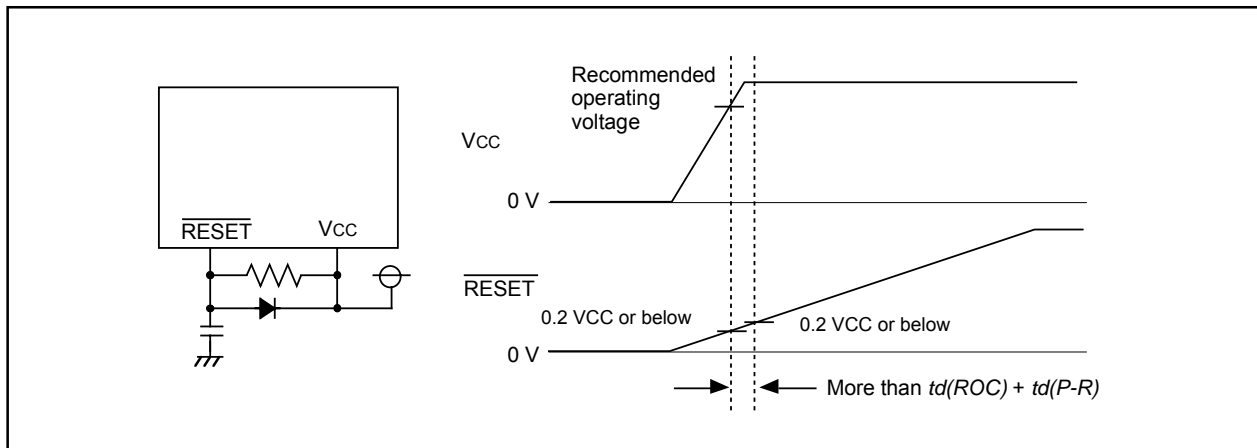 RESET
VCC
Recommended
operating
voltage
VCC
0 V
RESET
0.2 VCC or below
0.2 VCC or below
0 V
More than td(ROC) + td(P-R)